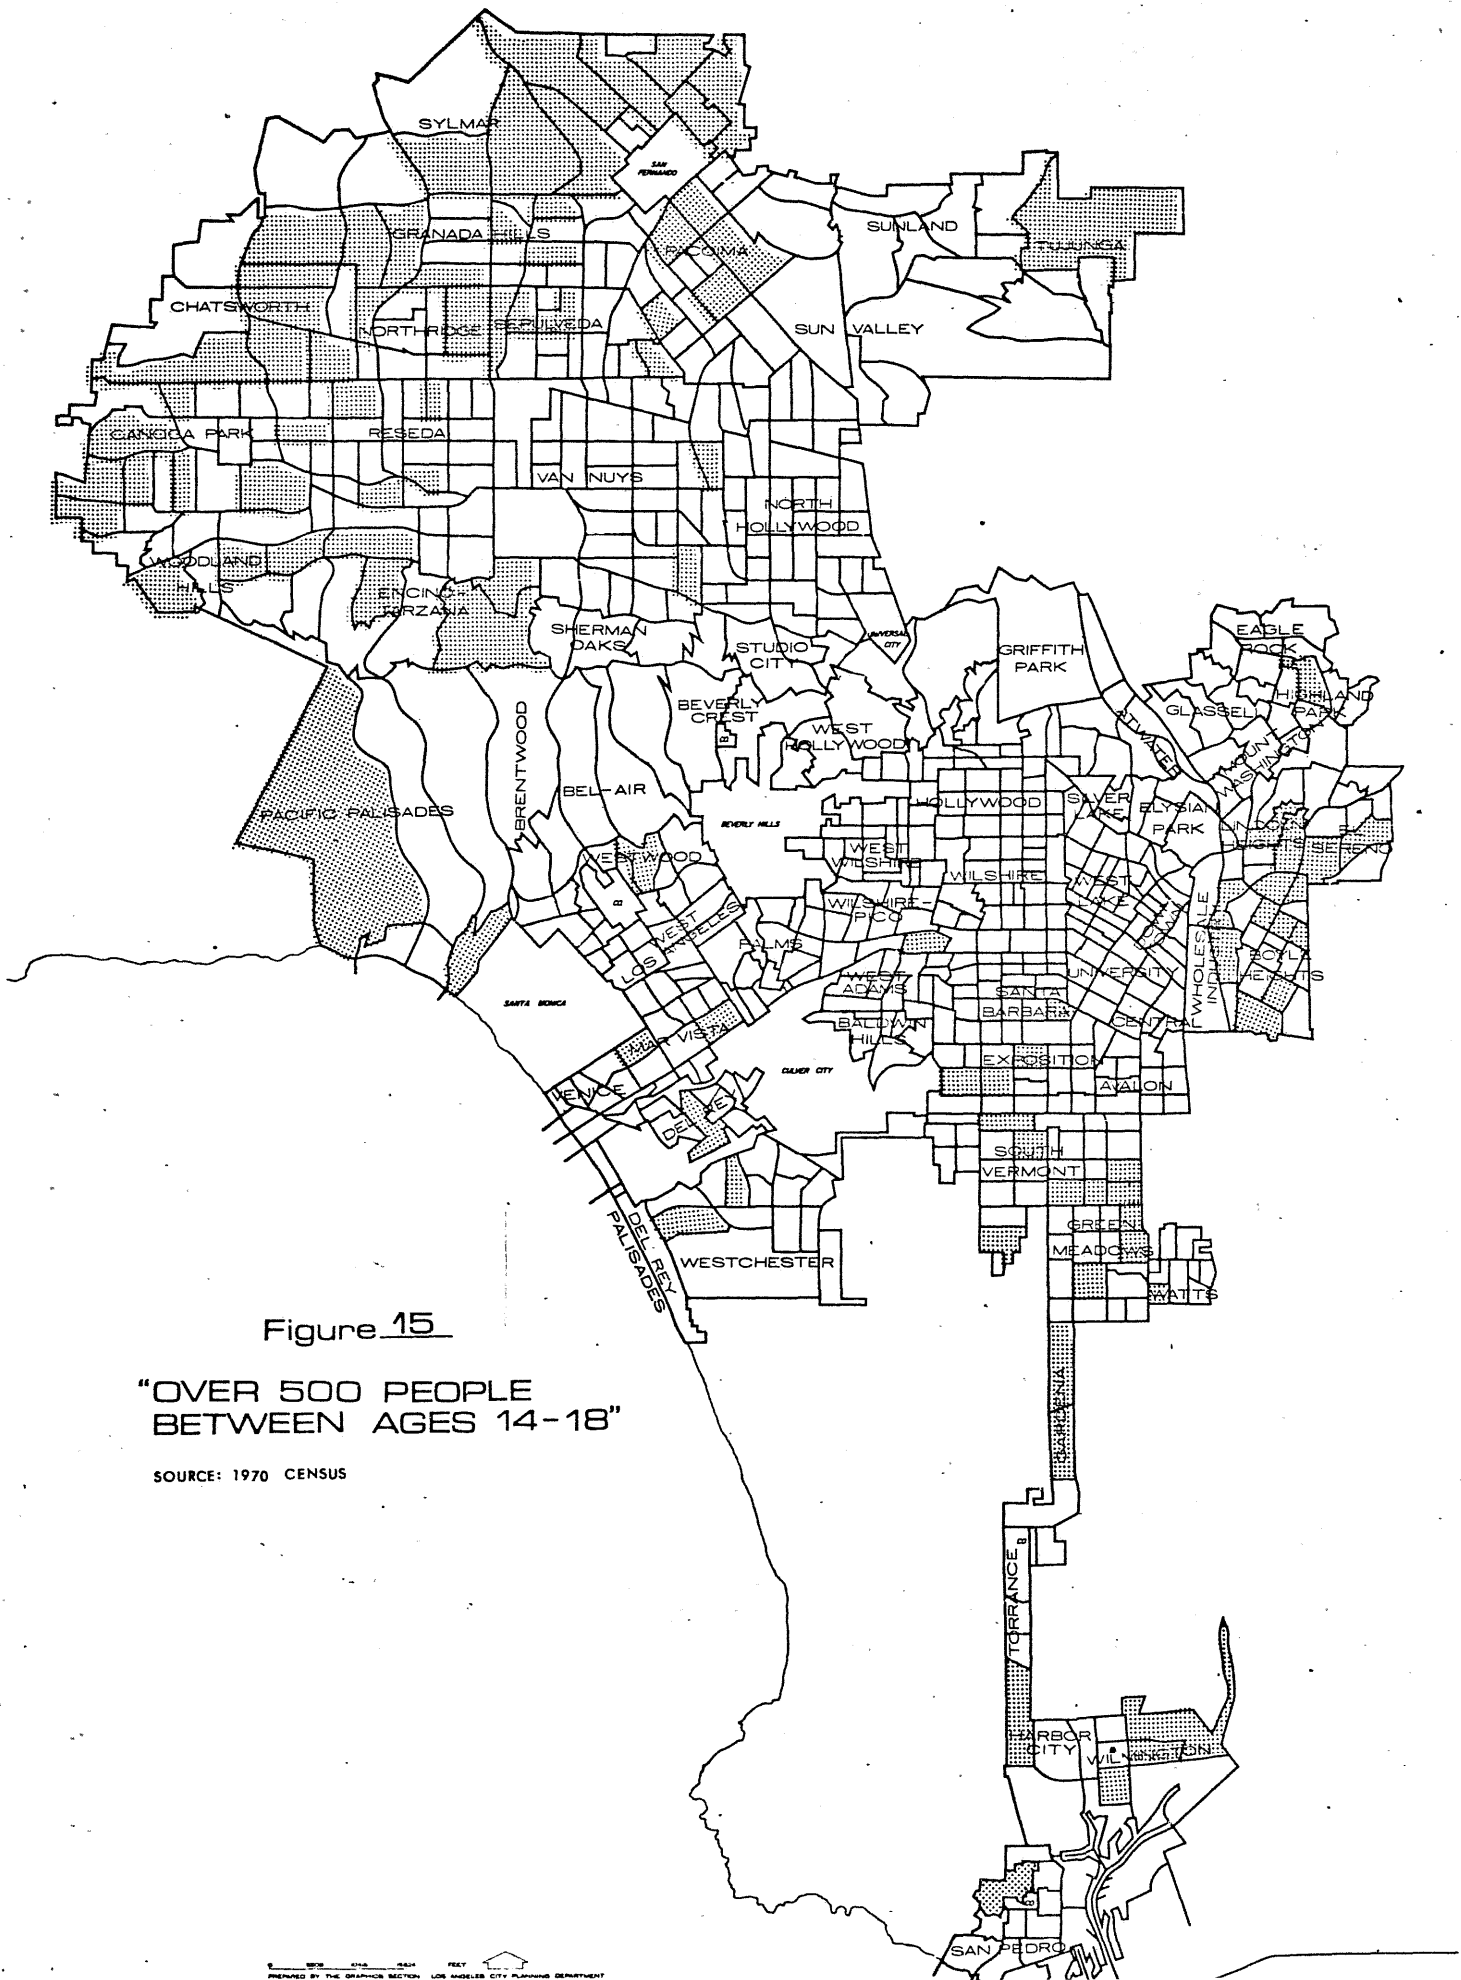 SYLMAR
SAN
FERNANDO
SUNLAND
TUJUNGA
GRANADA HILLS
PACOIMA
CHATSWORTH
NORTHRIDGE
SEPULVEDA
SUN VALLEY
CANOGA PARK
RESEDA
VAN NUYS
NORTH
HOLLYWOOD
WOODLAND
HILLS
ENCINO-
TARZANA
SHERMAN
OAKS
STUDIO
CITY
UNIVERSAL
CITY
GRIFFITH
PARK
EAGLE
ROCK
HIGHLAND
PARK
GLASSELL
ATWATER
MOUNT
WASHINGTON
BEVERLY
CREST
B
WEST
HOLLYWOOD
BRENTWOOD
BEL-AIR
PACIFIC PALISADES
BEVERLY HILLS
HOLLYWOOD
SILVER
LAKE
ELYSIAN
PARK
LINCOLN
HEIGHTS
EL
SERENO
WESTWOOD
WEST
WILSHIRE
WILSHIRE
WEST
LAKE
B
WILSHIRE-
PICO
WEST
LOS ANGELES
PALMS
DOWNTOWN
WHOLESALE
INDUSTRIAL
BOYLE
HEIGHTS
UNIVERSITY
WEST
ADAMS
SANTA
BARBARA
CENTRAL
SANTA MONICA
BALDWIN
HILLS
MAR VISTA
EXPOSITION
CULVER CITY
AVALON
VENICE
DEL REY
SOUTH
VERMONT
DEL REY
PALISADES
GREEN
MEADOWS
WESTCHESTER
WATTS
Figure 15
"OVER 500 PEOPLE
BETWEEN AGES 14-18"
SOURCE: 1970 CENSUS
GARDENA
B
TORRANCE
HARBOR
CITY
WILMINGTON
B
SAN PEDRO
FEET
PREPARED BY THE GRAPHICS SECTION LOS ANGELES CITY PLANNING DEPARTMENT